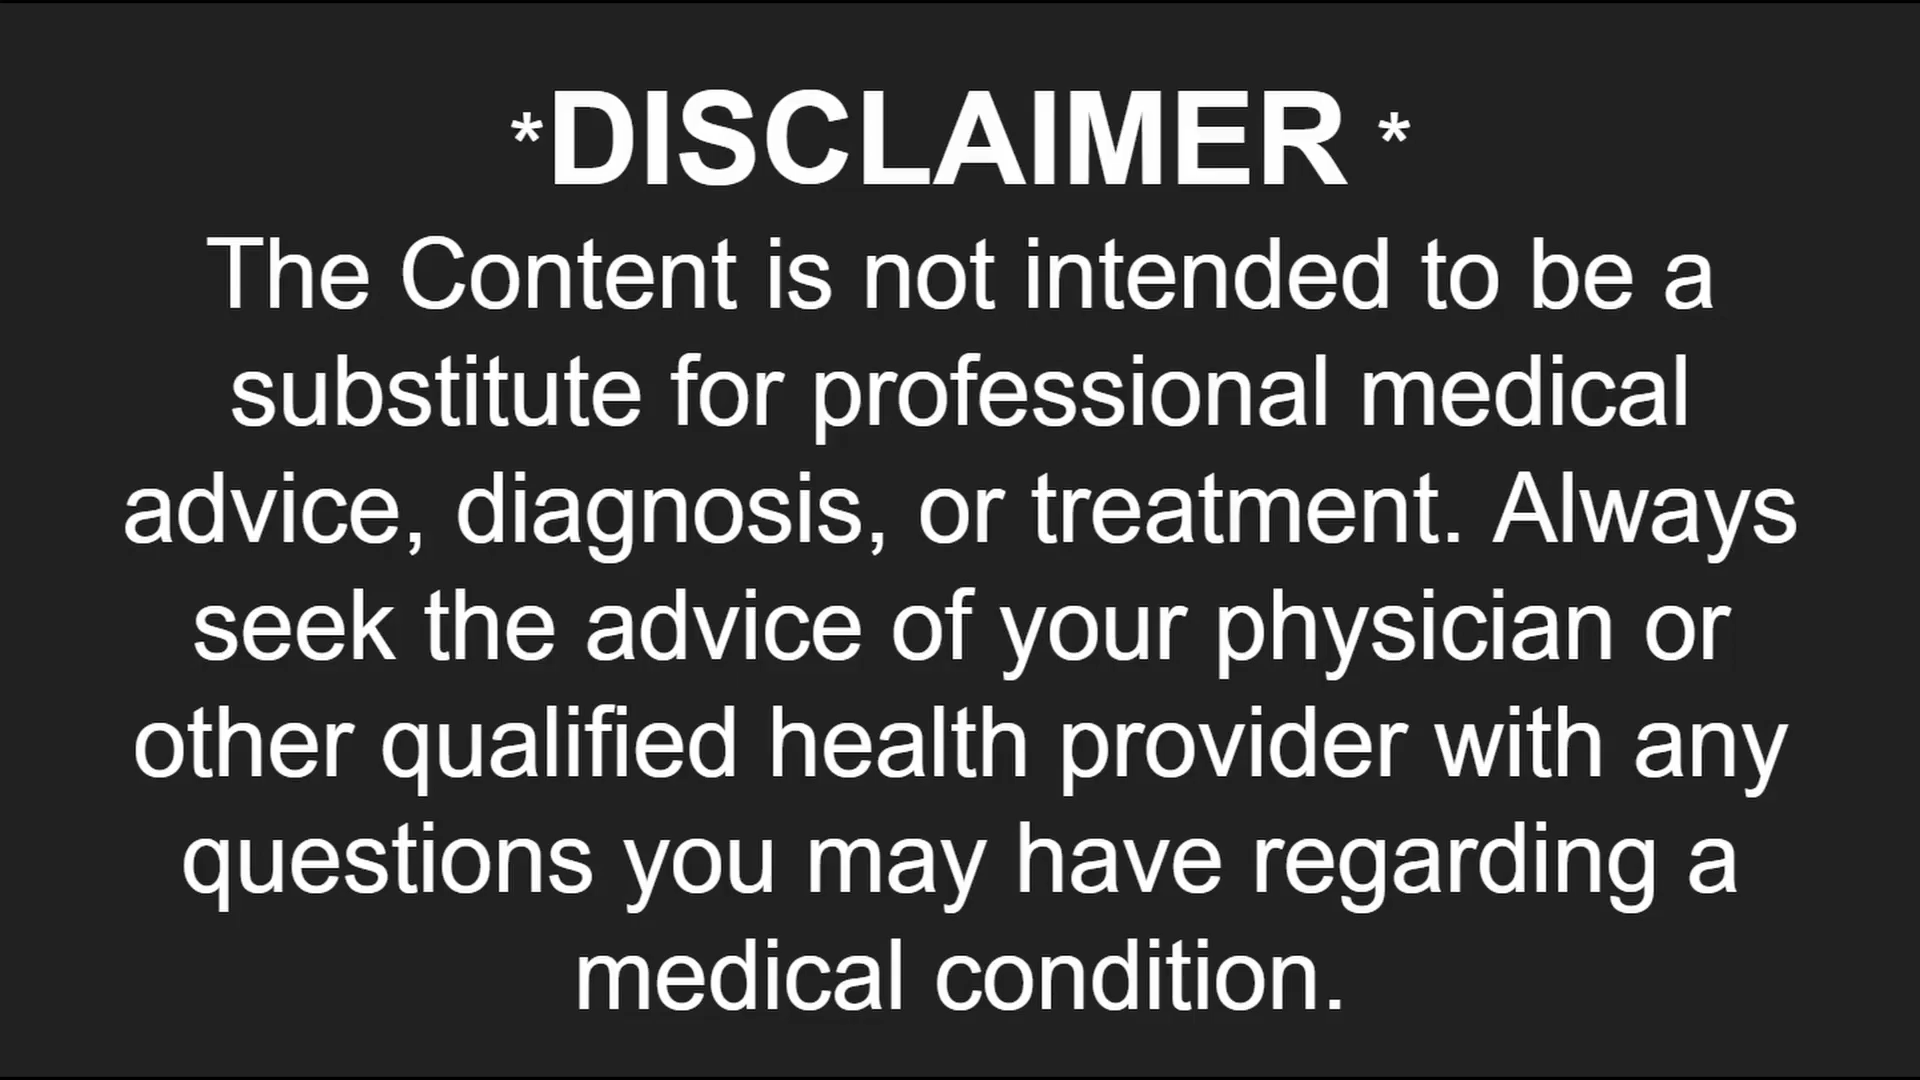 *DISCLAIMER *
The Content is not intended to be a
substitute for professional medical
advice, diagnosis, or treatment. Always
seek the advice of your physician or
other qualified health provider with any
questions you may have regarding a
medical condition.